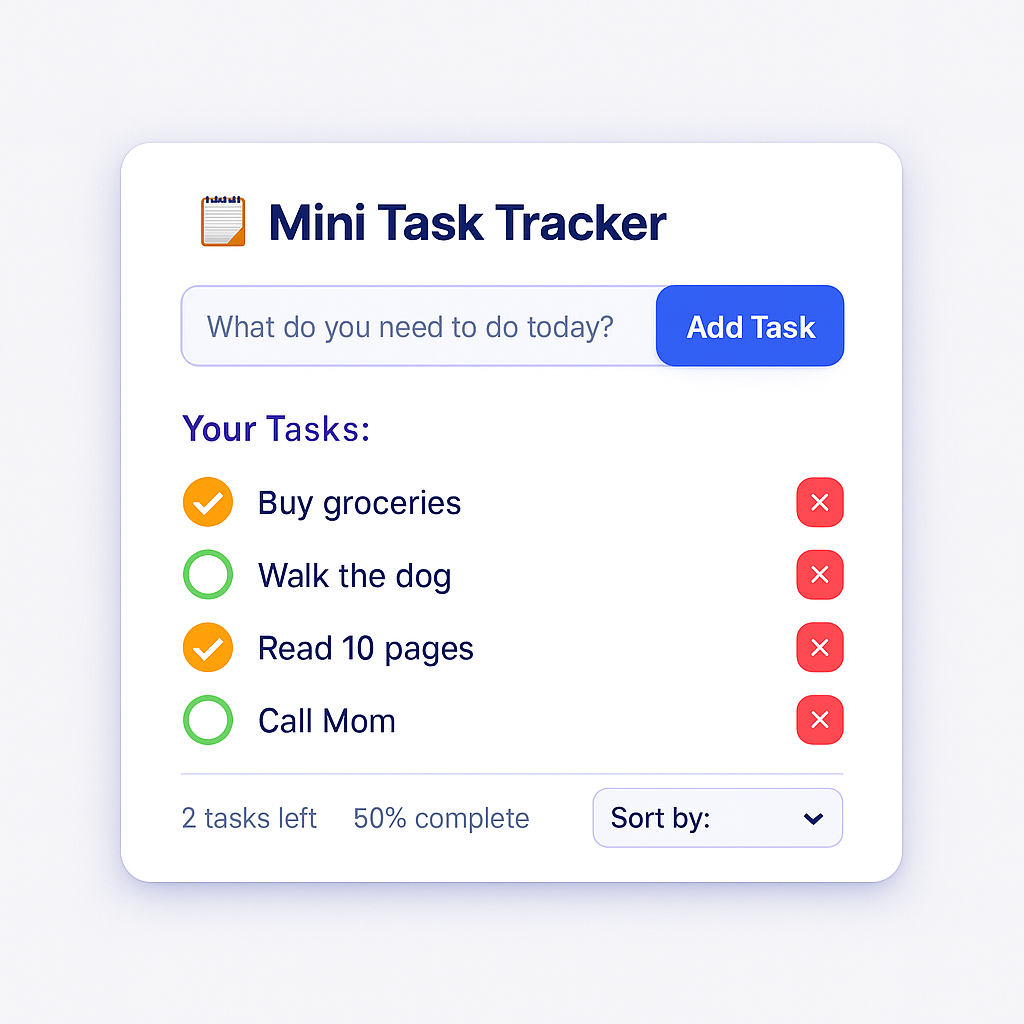 Mini Task Tracker
What do you need to do today? Add Task
Your Tasks:
Buy groceries
Walk the dog
Read 10 pages
Call Mom
2 tasks left 50% complete Sort by: